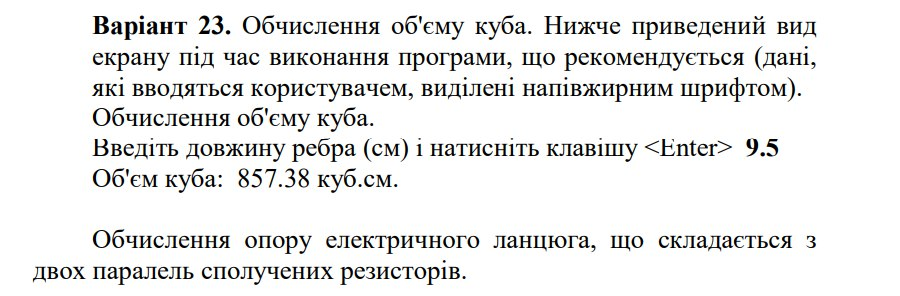 Варіант 23. Обчислення об'єму куба. Нижче приведений вид
екрану під час виконання програми, що рекомендується (дані,
які вводяться користувачем, виділені напівжирним шрифтом).
Обчислення об'єму куба.
Введіть довжину ребра (см) і натисніть клавішу <Enter> 9.5
Об'єм куба: 857.38 куб.см.
Обчислення опору електричного ланцюга, що складається з
двох паралель сполучених резисторів.